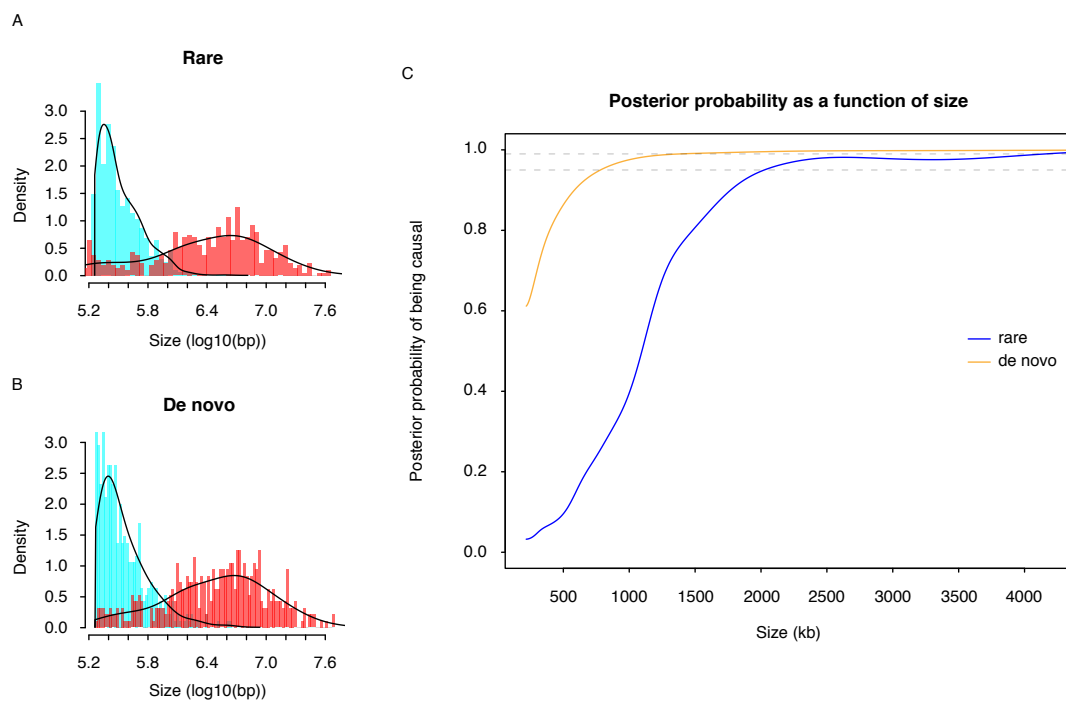 A
Rare
Density
3.0
2.5
2.0
1.5
1.0
0.5
0.0
5.2 5.8 6.4 7.0 7.6
Size (log10(bp))
B
De novo
Density
3.0
2.5
2.0
1.5
1.0
0.5
0.0
5.2 5.8 6.4 7.0 7.6
Size (log10(bp))
C
Posterior probability as a function of size
Posterior probability of being causal
1.0
0.8
0.6
0.4
0.2
0.0
rare
de novo
500 1000 1500 2000 2500 3000 3500 4000
Size (kb)